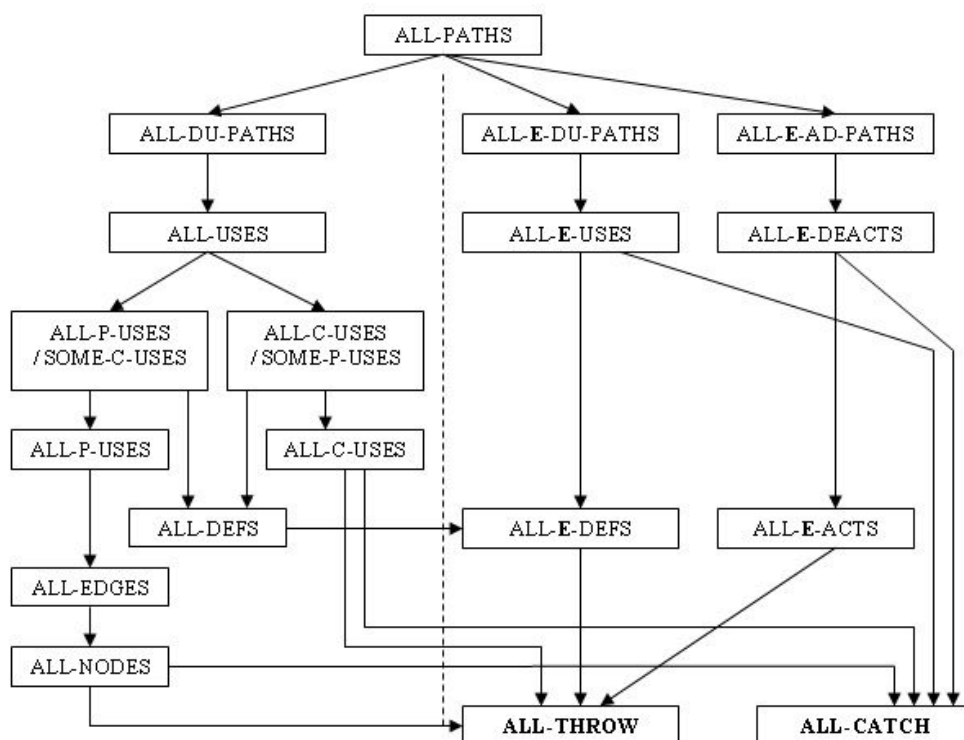 ALL-PATHS
ALL-DU-PATHS
ALL-E-DU-PATHS
ALL-E-AD-PATHS
ALL-USES
ALL-E-USES
ALL-E-DEACTS
ALL-P-USES
/ SOME-C-USES
ALL-C-USES
/ SOME-P-USES
ALL-P-USES
ALL-C-USES
ALL-DEFS
ALL-E-DEFS
ALL-E-ACTS
ALL-EDGES
ALL-NODES
ALL-THROW
ALL-CATCH